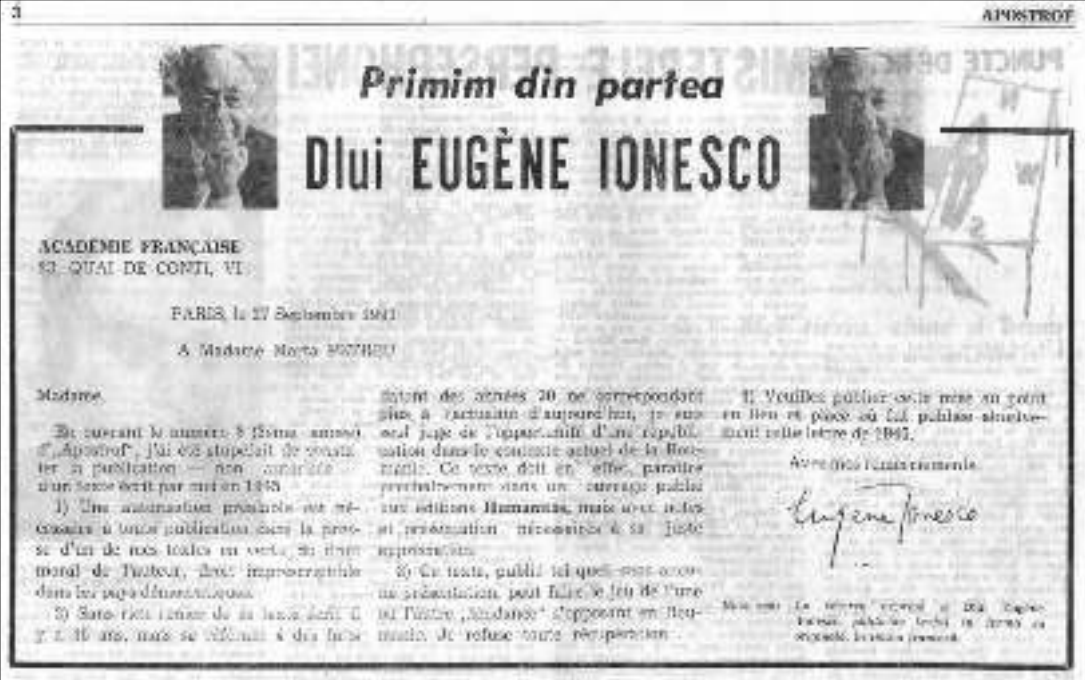 3
APOSTROF
Primim din partea
Dlui EUGÈNE IONESCO
ACADÉMIE FRANÇAISE
QUAI DE CONTI, VI
PARIS, le 27 Septembre
A Madame Marta PETREU
Madame,
En ouvrant le numéro (2ème année)
d'„Apostrof“, j'ai été stupéfait de consta-
ter la publication — non autorisée —
d'un texte écrit par moi en 1945
1) Une autorisation préalable est né-
cessaire à toute publication dans la pres-
se d'un de mes textes en vertu du droit
moral de l'auteur, droit imprescriptible
dans les pays démocratiques.
2) Sans rien renier de ce texte écrit il
y a ans, mais se référant à des faits
datant des années 30 ne correspondant
plus à l'actualité d'aujourd'hui, je suis
seul juge de l'opportunité d'une republi-
cation dans le contexte actuel de la Rou-
manie. Ce texte doit en effet, paraître
prochainement dans un ouvrage publié
aux éditions Humanitas, mais avec notes
et présentation nécessaires à sa juste
appréciation.
3) Ce texte, publié tel quel, sans aucu-
ne présentation, peut faire le jeu de l'une
ou l'autre „tendance“ s'opposant en Rou-
manie. Je refuse toute récupération.
4) Veuillez publier cette mise au point
en lieu et place où fut publiée
cette lettre de 1945.
Avec mes remerciements.
Eugène Ionesco